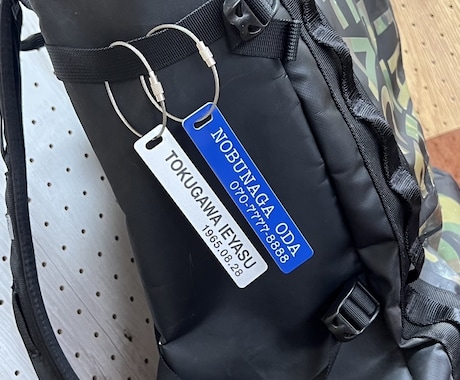 TOKUGAWA IEYASU
1965.08.28
NOBUNAGA ODA
070-7777-8888